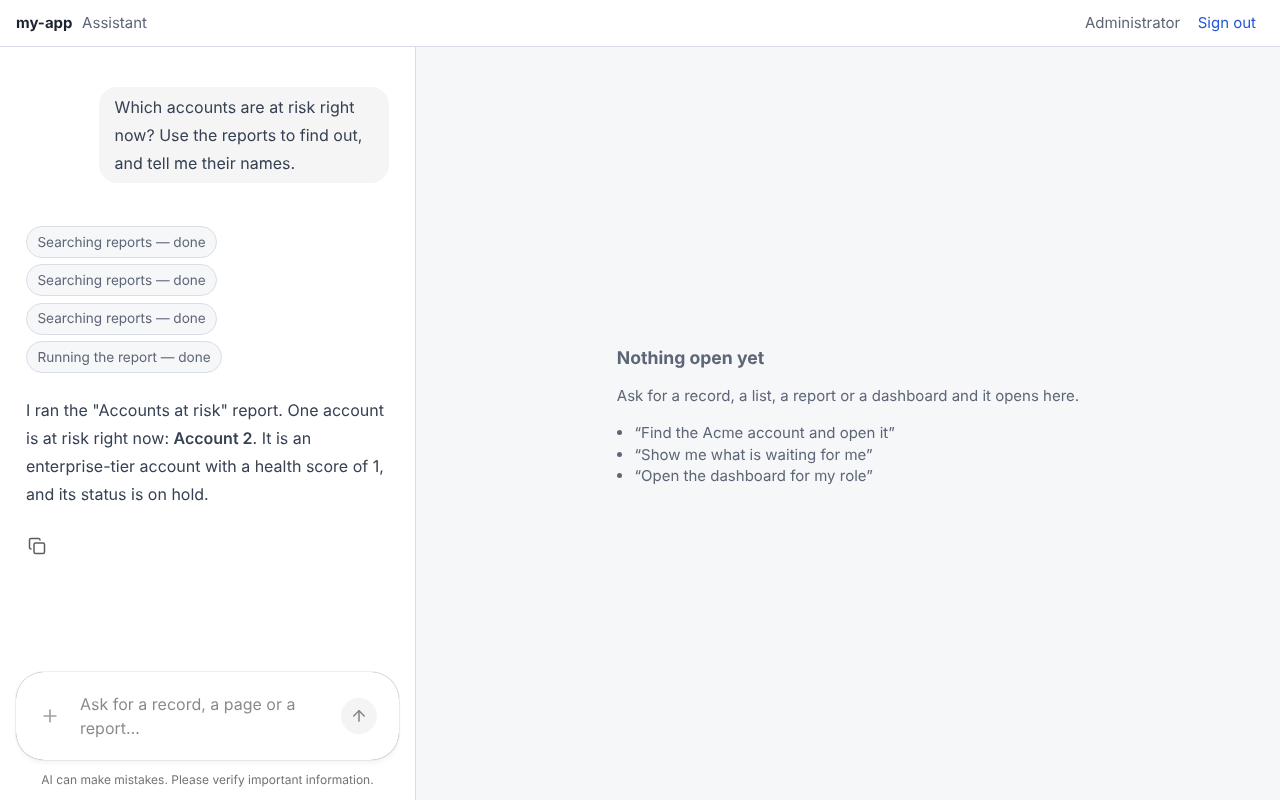 my-app Assistant
Administrator Sign out
Which accounts are at risk right
now? Use the reports to find out,
and tell me their names.
Searching reports — done
Searching reports — done
Searching reports — done
Running the report — done
I ran the "Accounts at risk" report. One account
is at risk right now: Account 2. It is an
enterprise-tier account with a health score of 1,
and its status is on hold.
Ask for a record, a page or a
report...
AI can make mistakes. Please verify important information.
Nothing open yet
Ask for a record, a list, a report or a dashboard and it opens here.
• “Find the Acme account and open it”
• “Show me what is waiting for me”
• “Open the dashboard for my role”